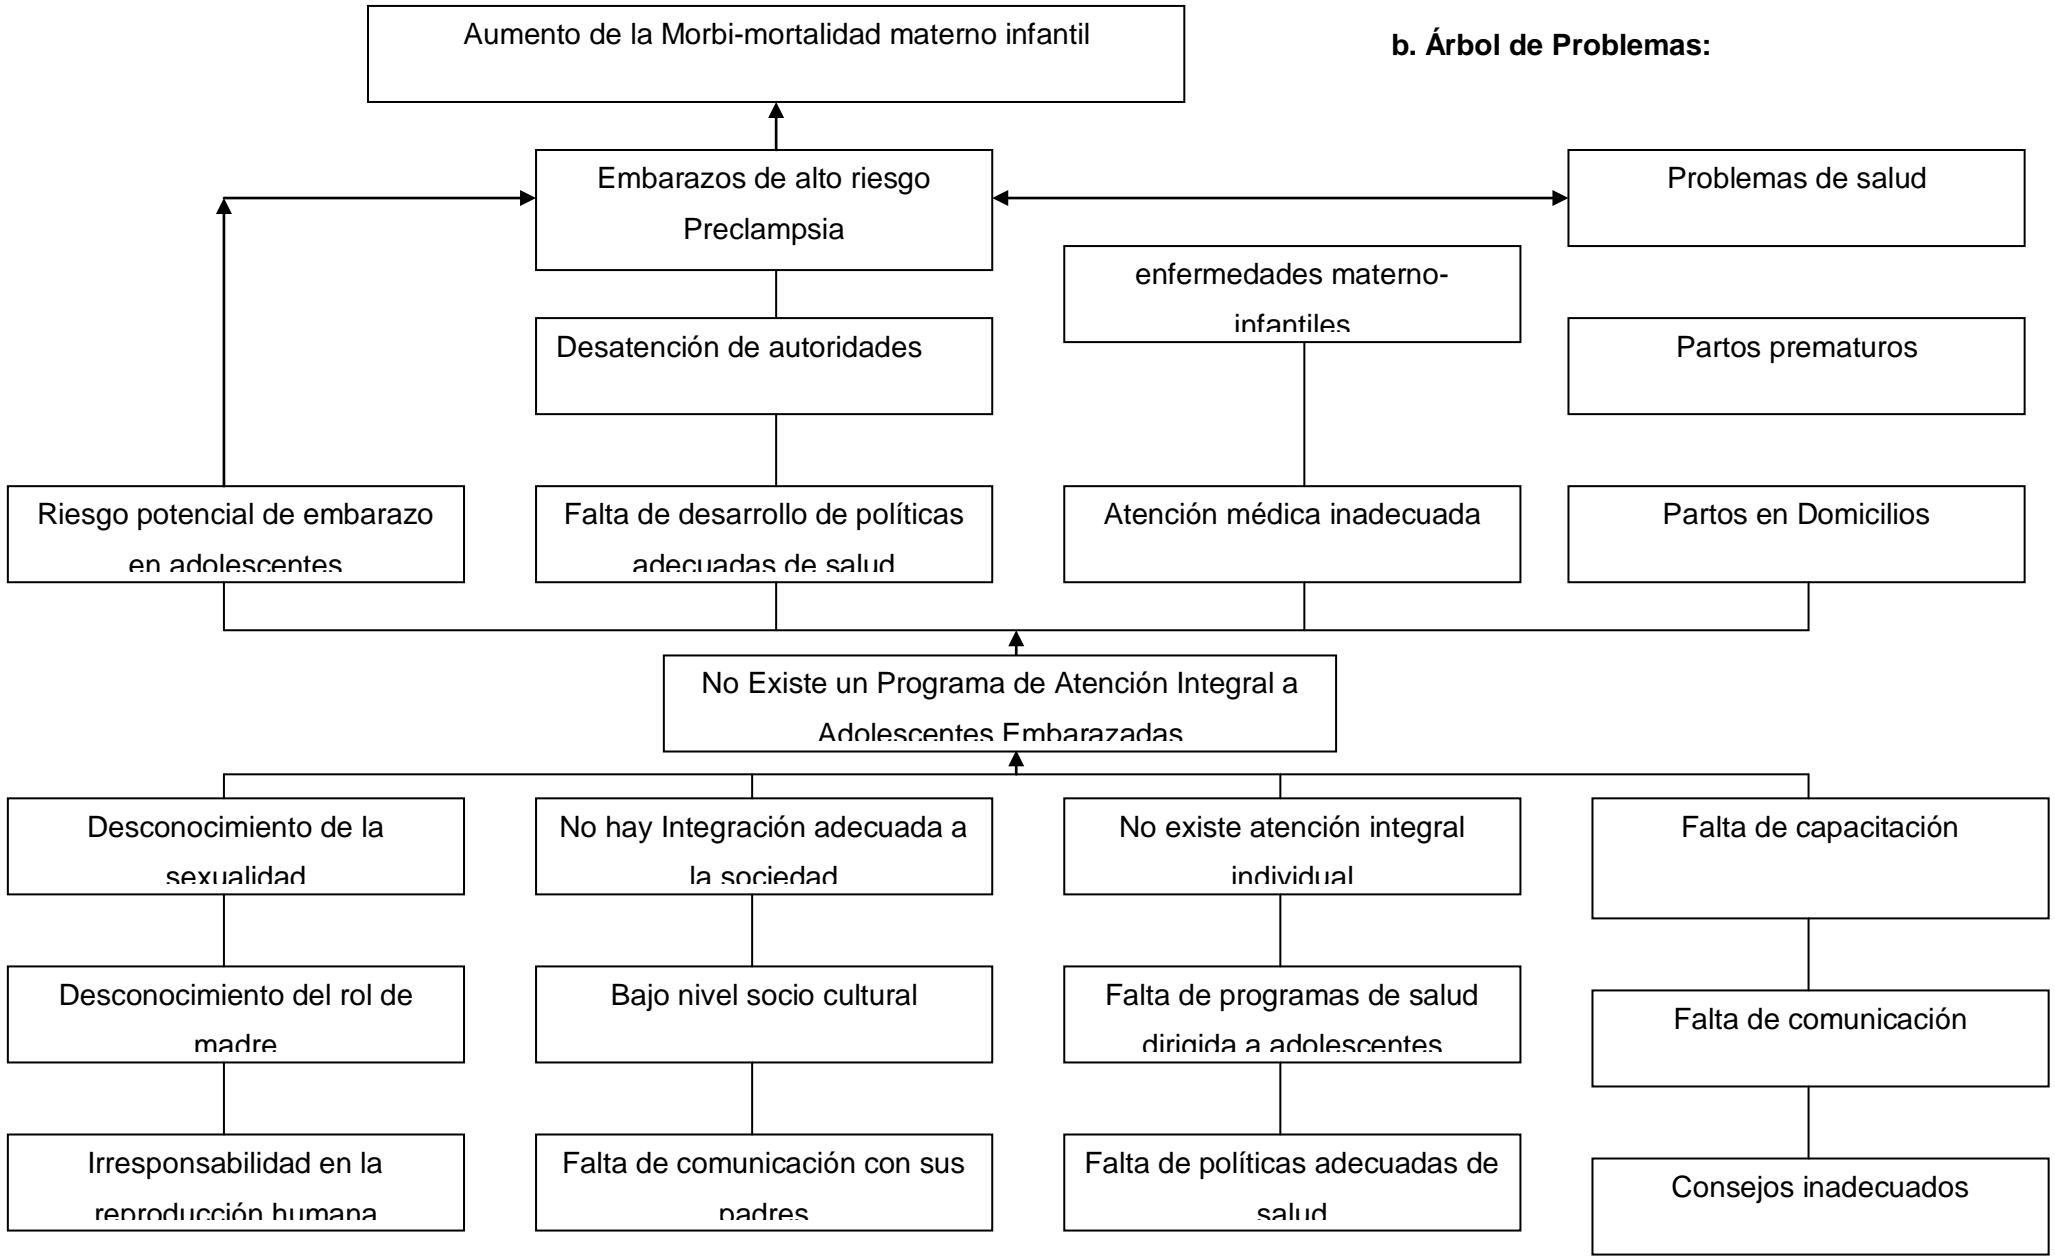 Aumento de la Morbi-mortalidad materno infantil
b. Árbol de Problemas:
Embarazos de alto riesgo
Preclampsia
Problemas de salud
enfermedades materno-
infantiles
Desatención de autoridades
Partos prematuros
Riesgo potencial de embarazo
en adolescentes
Falta de desarrollo de políticas
adecuadas de salud
Atención médica inadecuada
Partos en Domicilios
No Existe un Programa de Atención Integral a
Adolescentes Embarazadas
Desconocimiento de la
sexualidad
No hay Integración adecuada a
la sociedad
No existe atención integral
individual
Falta de capacitación
Desconocimiento del rol de
madre
Bajo nivel socio cultural
Falta de programas de salud
dirigida a adolescentes
Falta de comunicación
Irresponsabilidad en la
reproducción humana
Falta de comunicación con sus
padres
Falta de políticas adecuadas de
salud
Consejos inadecuados